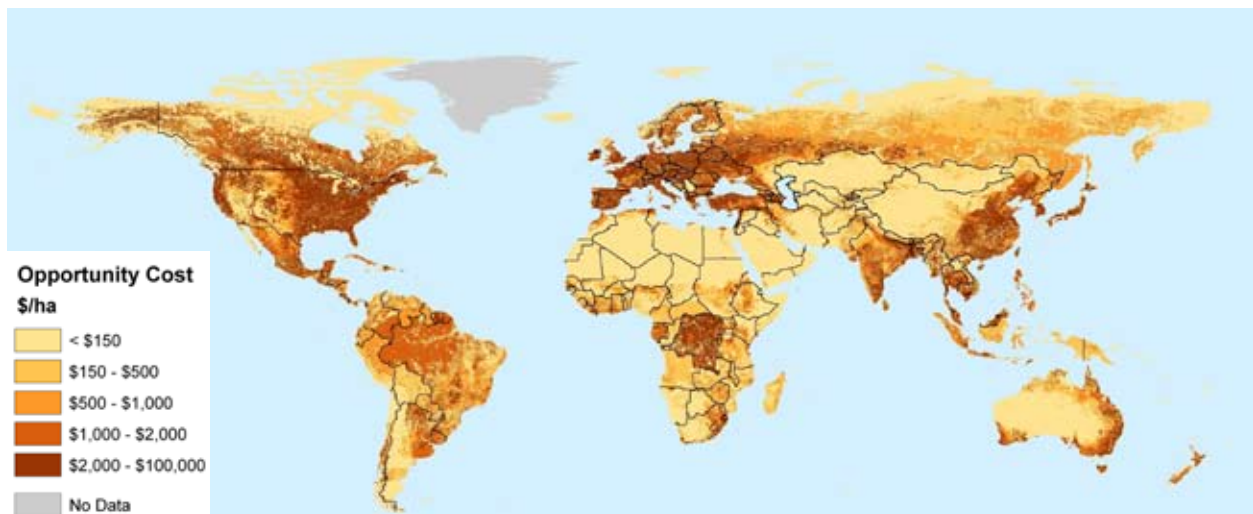 Opportunity Cost
$/ha
< $150
$150 - $500
$500 - $1,000
$1,000 - $2,000
$2,000 - $100,000
No Data